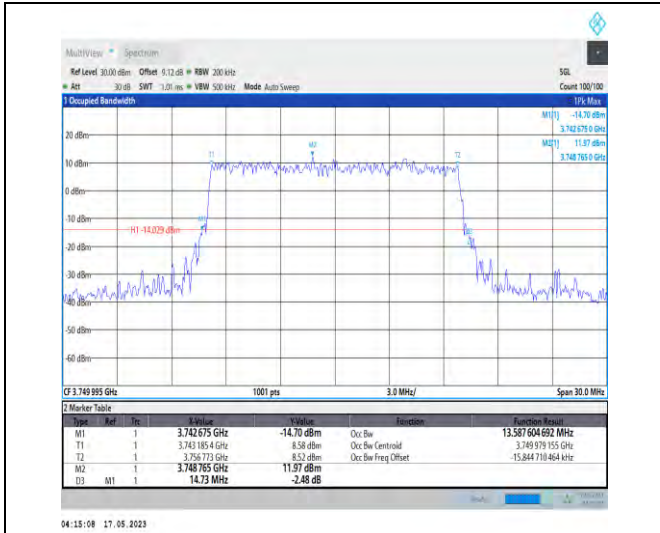 MultiView Spectrum
Ref Level 30.00 dBm Offset 9.12 dB RBW 200 kHz SGL
Att 30 dB SWT 1.01 ms VBW 500 kHz Mode Auto Sweep Count 100/100
1 Occupied Bandwidth 1Pk Max
M1[1] -14.70 dBm
3.742 675 0 GHz
20 dBm M2[1] 11.97 dBm
3.748 765 0 GHz
T1 M2 T2
10 dBm
0 dBm
-10 dBm
H1 -14.029 dBm
-20 dBm
-30 dBm
-40 dBm
-50 dBm
-60 dBm
CF 3.749 995 GHz 1001 pts 3.0 MHz/ Span 30.0 MHz
2 Marker Table
Type Ref Trc X-Value Y-Value Function Function Result
M1 1 3.742 675 GHz -14.70 dBm Occ Bw 13.587 604 692 MHz
T1 1 3.743 185 4 GHz 8.58 dBm Occ Bw Centroid 3.749 979 155 GHz
T2 1 3.756 773 GHz 8.52 dBm Occ Bw Freq Offset -15.844 710 464 kHz
M2 1 3.748 765 GHz 11.97 dBm
D3 M1 1 14.73 MHz -2.48 dB
04:15:08 17.05.2023